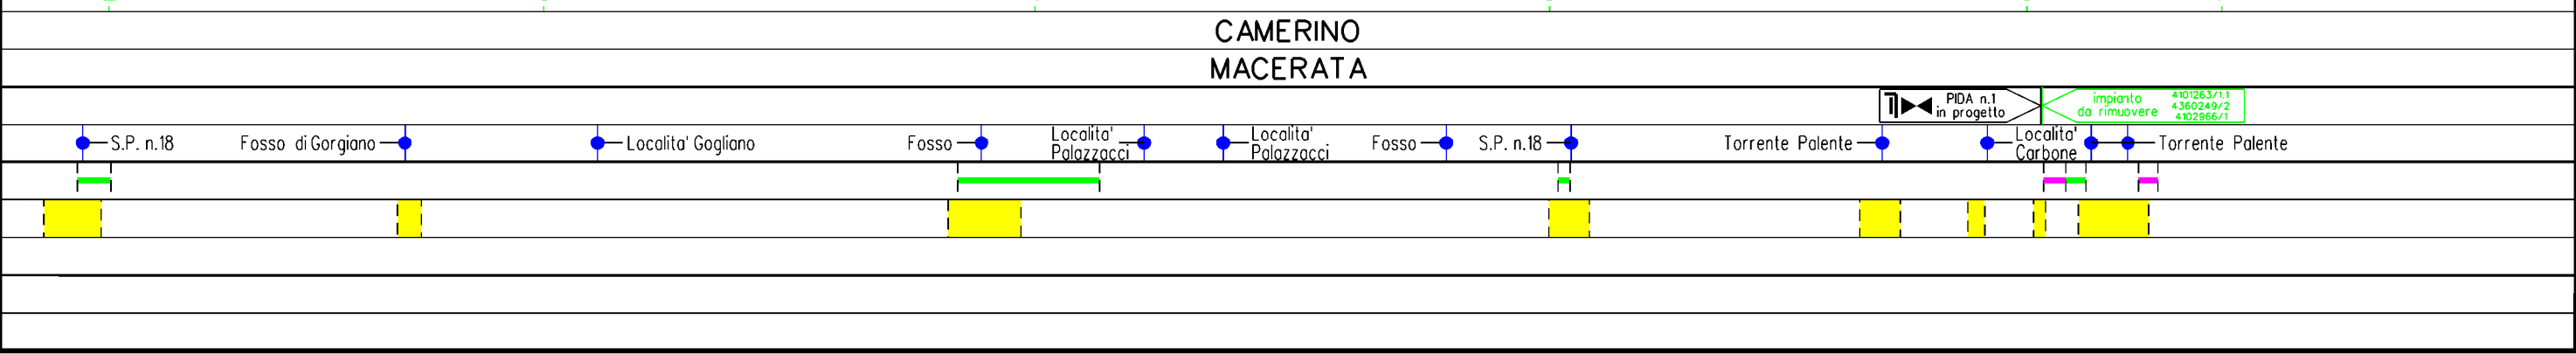 CAMERINO
MACERATA
PIDA n.1
in progetto
impianto
da rimuovere
4101263/1.1
4360249/2
4102966/1
S.P. n.18
Fosso di Gorgiano
Localita' Gogliano
Fosso
Localita'
Palazzacci
Localita'
Palazzacci
Fosso
S.P. n.18
Torrente Palente
Localita'
Carbone
Torrente Palente